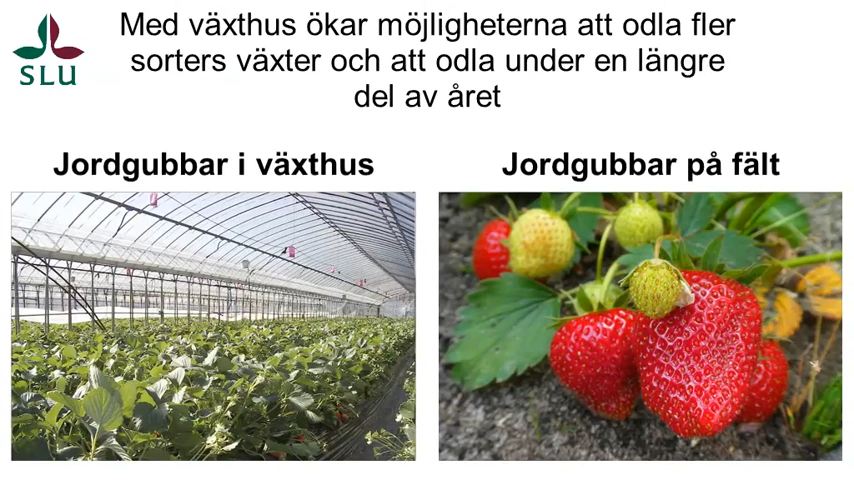 SLU
Med växthus ökar möjligheterna att odla fler
sorters växter och att odla under en längre
del av året
Jordgubbar i växthus
Jordgubbar på fält